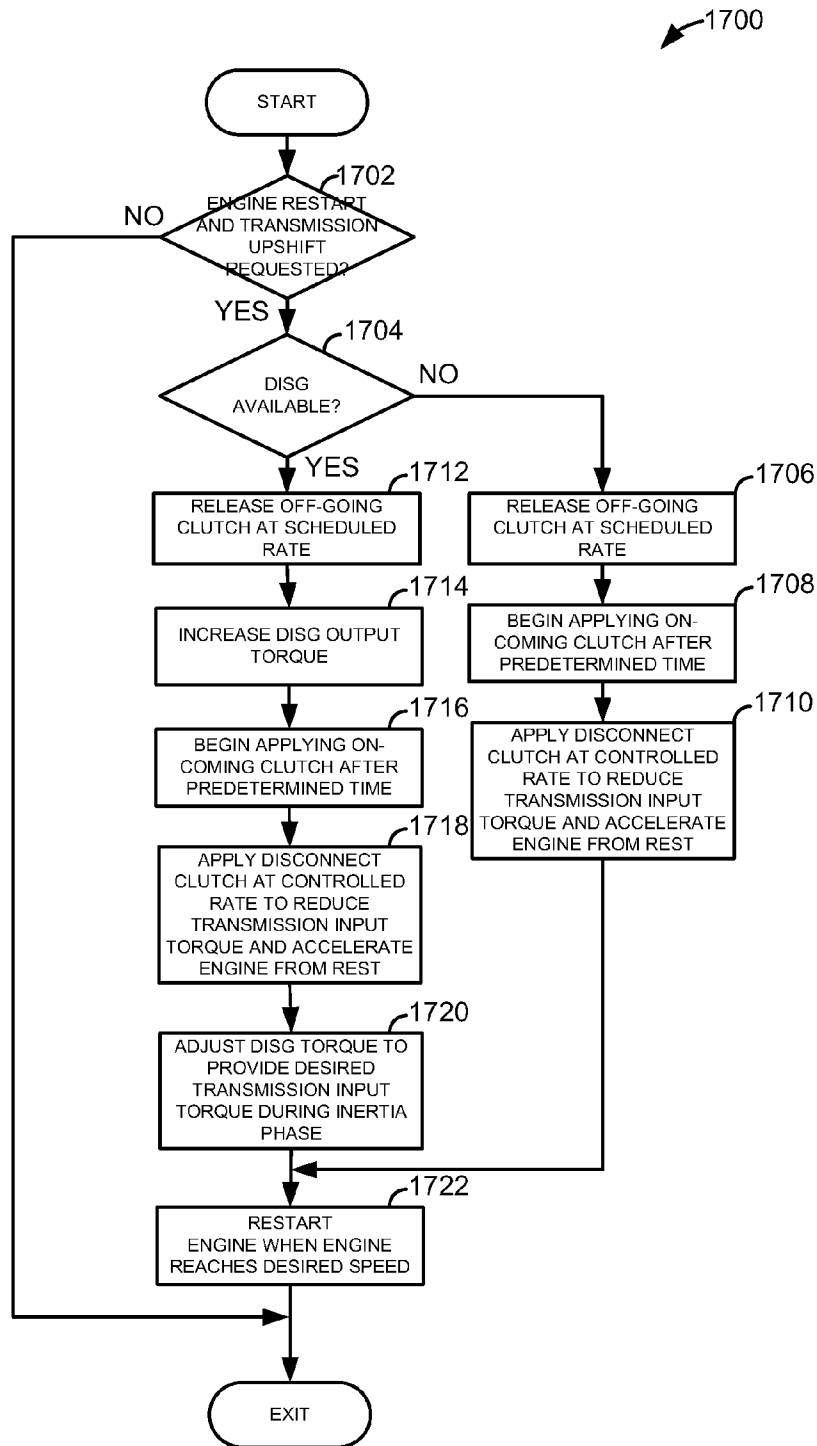 1700
START
1702
ENGINE RESTART
AND TRANSMISSION
UPSHIFT
REQUESTED?
NO
YES
1704
DISG
AVAILABLE?
NO
YES
1712
RELEASE OFF-GOING
CLUTCH AT SCHEDULED
RATE
1706
RELEASE OFF-GOING
CLUTCH AT SCHEDULED
RATE
1714
INCREASE DISG OUTPUT
TORQUE
1708
BEGIN APPLYING ON-
COMING CLUTCH AFTER
PREDETERMINED TIME
1716
BEGIN APPLYING ON-
COMING CLUTCH AFTER
PREDETERMINED TIME
1710
APPLY DISCONNECT
CLUTCH AT CONTROLLED
RATE TO REDUCE
TRANSMISSION INPUT
TORQUE AND ACCELERATE
ENGINE FROM REST
1718
APPLY DISCONNECT
CLUTCH AT CONTROLLED
RATE TO REDUCE
TRANSMISSION INPUT
TORQUE AND ACCELERATE
ENGINE FROM REST
1720
ADJUST DISG TORQUE TO
PROVIDE DESIRED
TRANSMISSION INPUT
TORQUE DURING INERTIA
PHASE
1722
RESTART
ENGINE WHEN ENGINE
REACHES DESIRED SPEED
EXIT